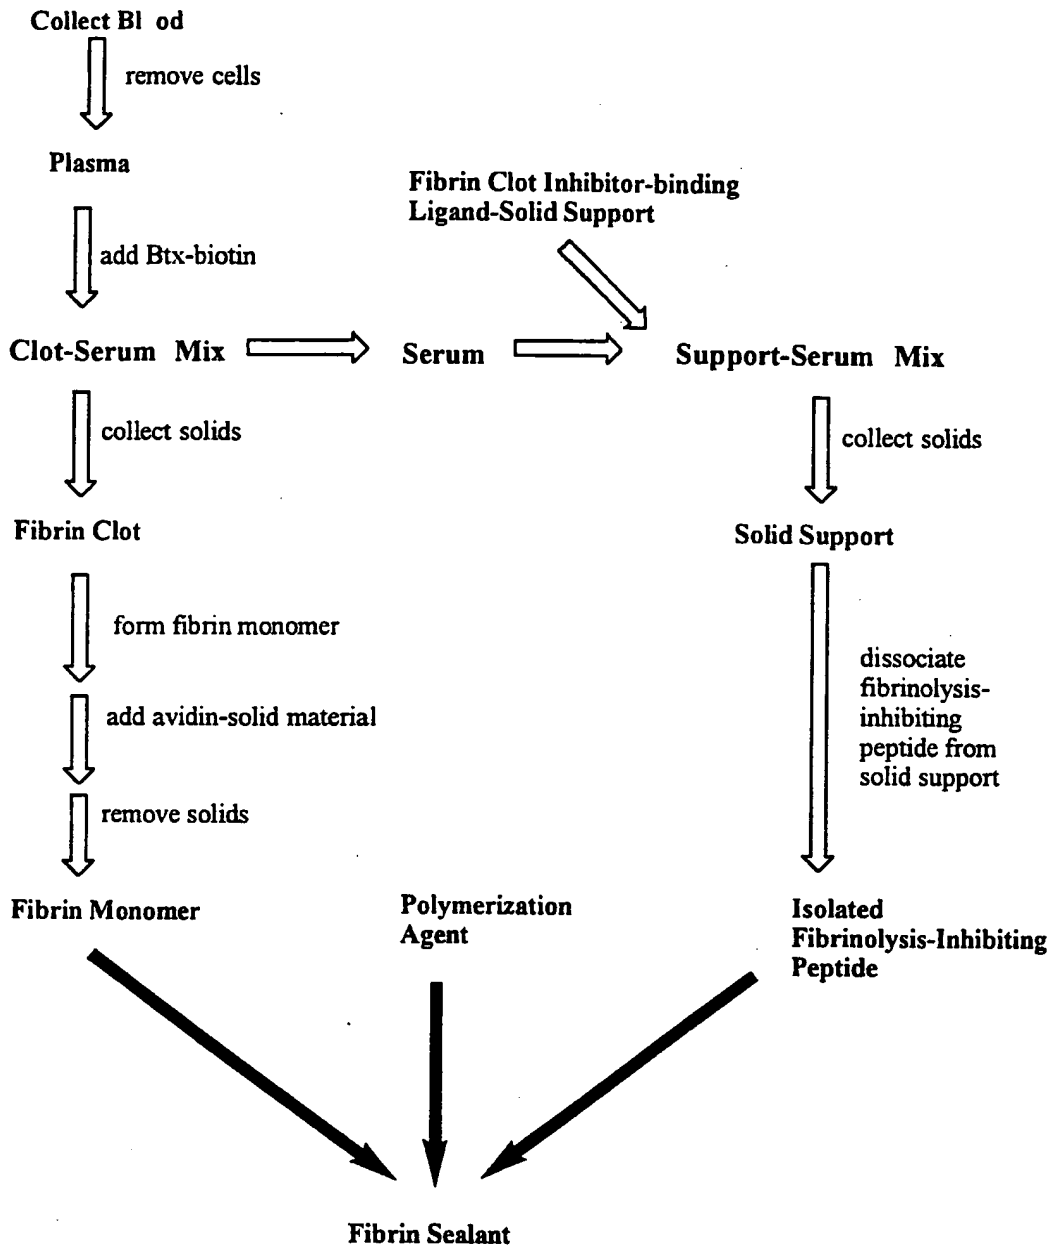 Collect Bl od
remove cells
Plasma
Fibrin Clot Inhibitor-binding
Ligand-Solid Support
add Btx-biotin
Clot-Serum Mix
Serum
Support-Serum Mix
collect solids
collect solids
Fibrin Clot
Solid Support
form fibrin monomer
dissociate
fibrinolysis-
inhibiting
peptide from
solid support
add avidin-solid material
remove solids
Fibrin Monomer
Polymerization
Agent
Isolated
Fibrinolysis-Inhibiting
Peptide
Fibrin Sealant